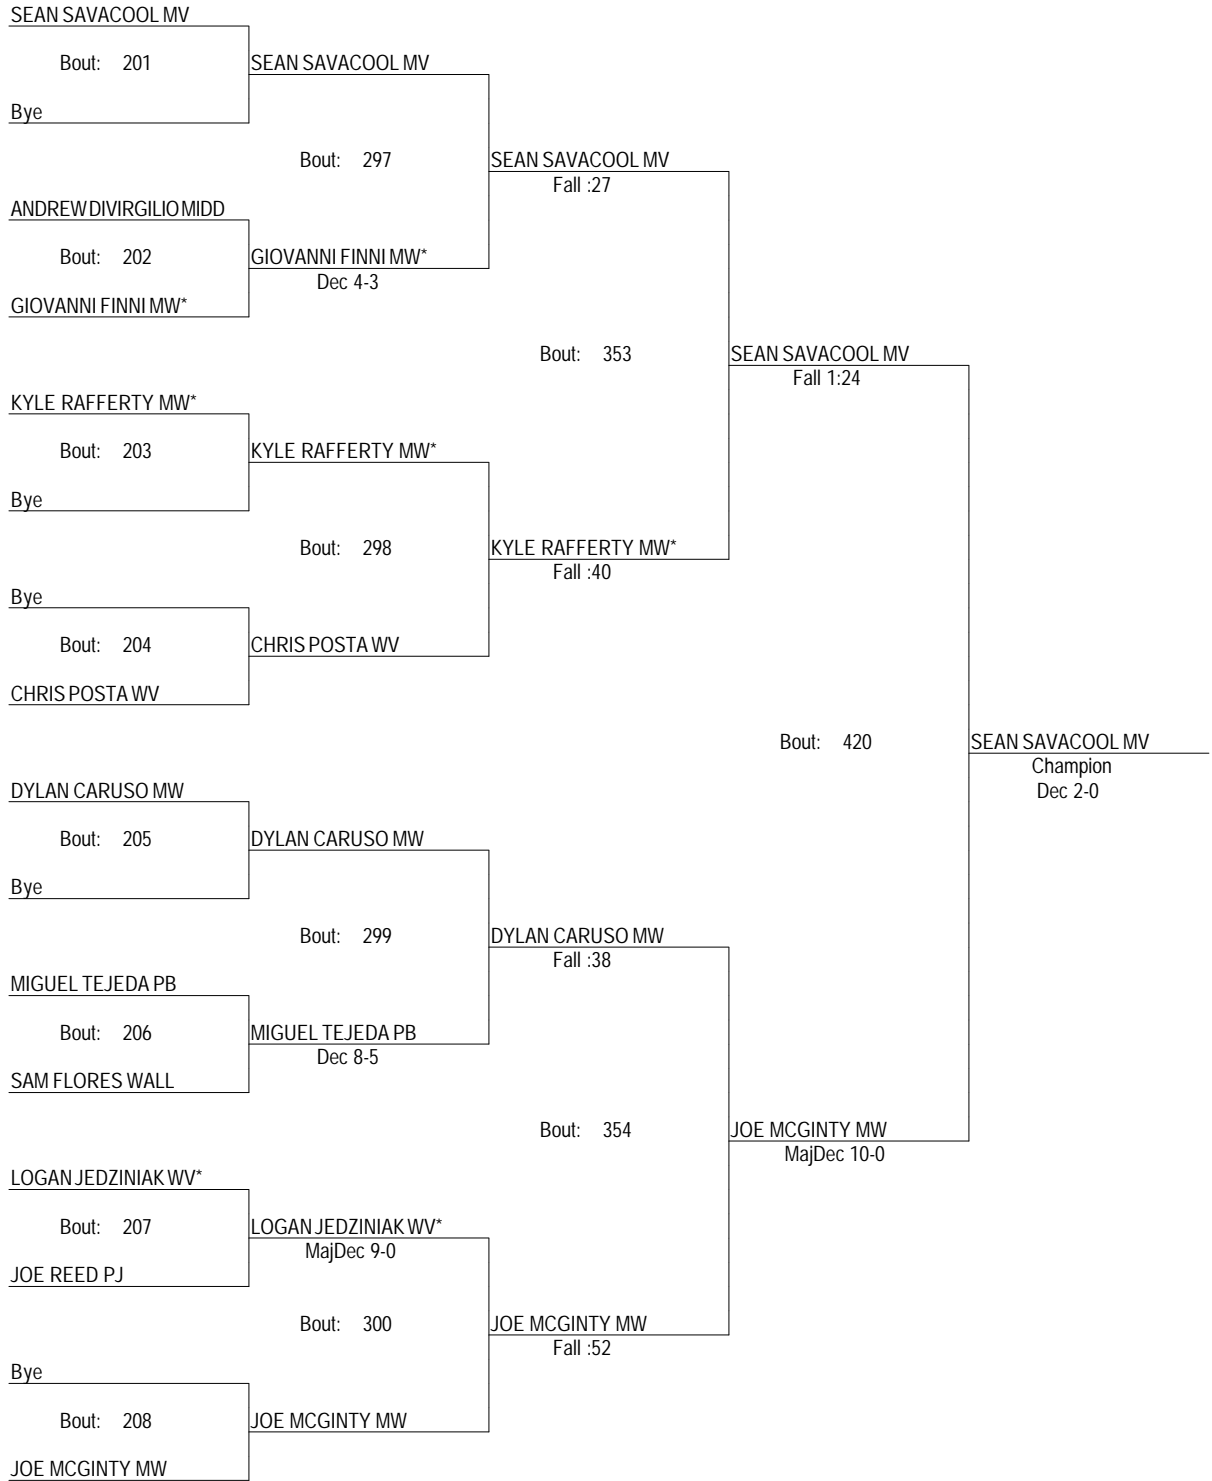 SEAN SAVACOOL MV
Bout: 201 SEAN SAVACOOL MV
Bye
Bout: 297 SEAN SAVACOOL MV
Fall :27
ANDREW DIVIRGILIO MIDD
Bout: 202 GIOVANNI FINNI MW*
Dec 4-3
GIOVANNI FINNI MW*
Bout: 353 SEAN SAVACOOL MV
Fall 1:24
KYLE RAFFERTY MW*
Bout: 203 KYLE RAFFERTY MW*
Bye
Bout: 298 KYLE RAFFERTY MW*
Fall :40
Bye
Bout: 204 CHRIS POSTA WV
CHRIS POSTA WV
Bout: 420 SEAN SAVACOOL MV
Champion
Dec 2-0
DYLAN CARUSO MW
Bout: 205 DYLAN CARUSO MW
Bye
Bout: 299 DYLAN CARUSO MW
Fall :38
MIGUEL TEJEDA PB
Bout: 206 MIGUEL TEJEDA PB
Dec 8-5
SAM FLORES WALL
Bout: 354 JOE MCGINTY MW
MajDec 10-0
LOGAN JEDZINIAK WV*
Bout: 207 LOGAN JEDZINIAK WV*
MajDec 9-0
JOE REED PJ
Bout: 300 JOE MCGINTY MW
Fall :52
Bye
Bout: 208 JOE MCGINTY MW
JOE MCGINTY MW